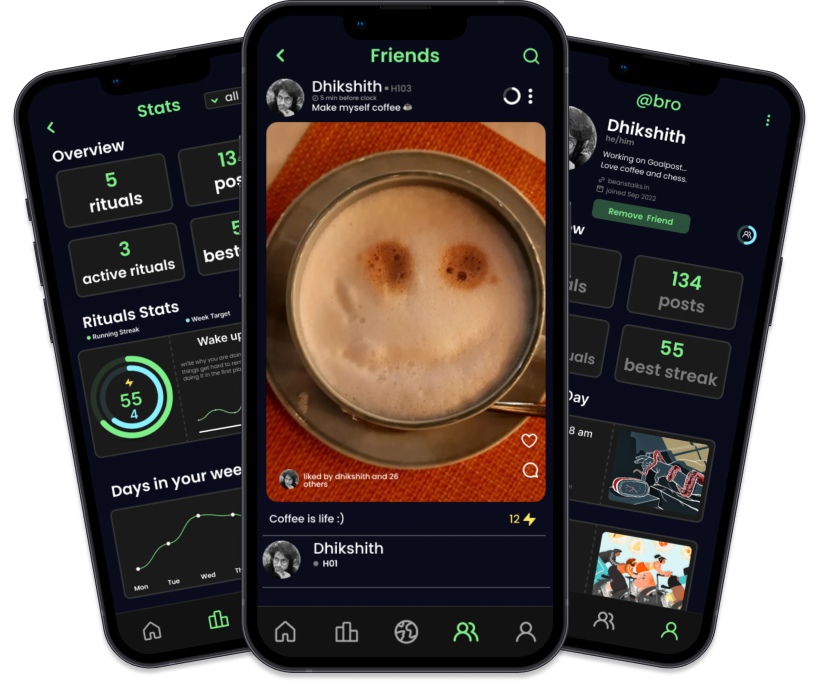 Stats
all
Overview
5
rituals
13
pos
3
active rituals
5
best
Rituals Stats
Running Streak
Week Target
Wake up
write why you are doin
things get hard to rem
doing it in the first pla
55
4
Days in your wee
Mon
Tue
Wed
Th
Friends
Dhikshith • H103
5 min before clock
Make myself coffee ☕
liked by dhikshith and 26
others
Coffee is life :)
12 ⚡
Dhikshith
H01
@bro
Dhikshith
he/him
Working on Goalpost...
Love coffee and chess.
beanstalks.in
joined Sep 2022
Remove Friend
ew
als
134
posts
uals
55
best streak
Day
8 am